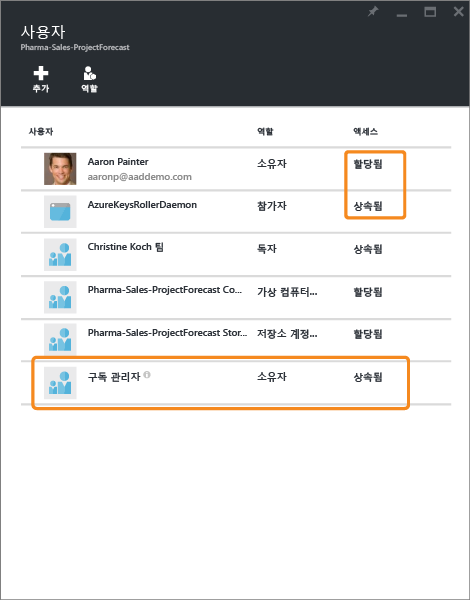 사용자
Pharma-Sales-ProjectForecast
추가 역할
사용자 역할 액세스
Aaron Painter 소유자 할당됨
aaronp@aaddemo.com
AzureKeysRollerDaemon 참가자 상속됨
Christine Koch 팀 독자 상속됨
Pharma-Sales-ProjectForecast Co... 가상 컴퓨터... 할당됨
Pharma-Sales-ProjectForecast Stor... 저장소 계정... 할당됨
구독 관리자 소유자 상속됨